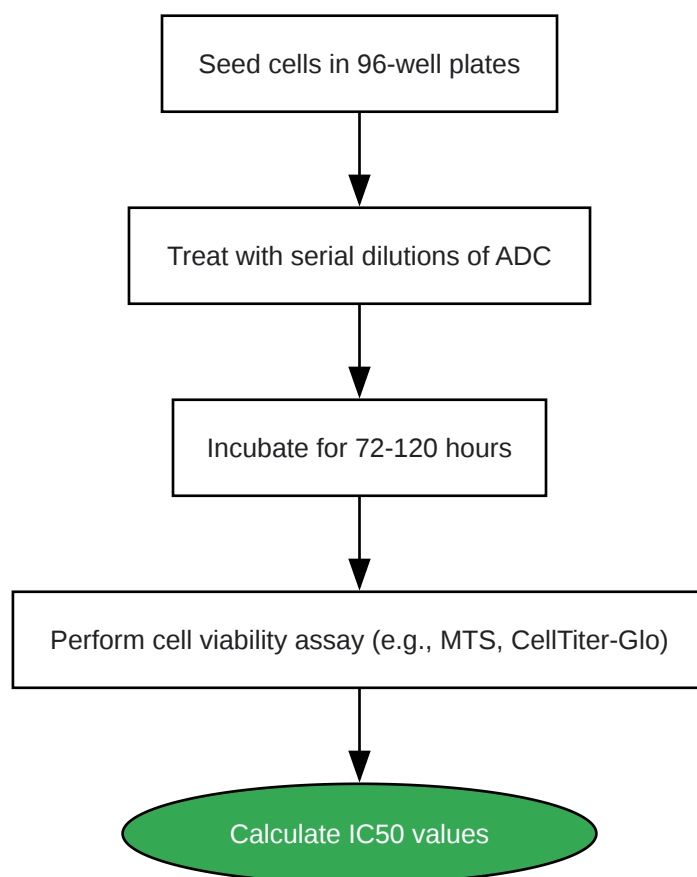 Seed cells in 96-well plates
Treat with serial dilutions of ADC
Incubate for 72-120 hours
Perform cell viability assay (e.g., MTS, CellTiter-Glo)
Calculate IC50 values